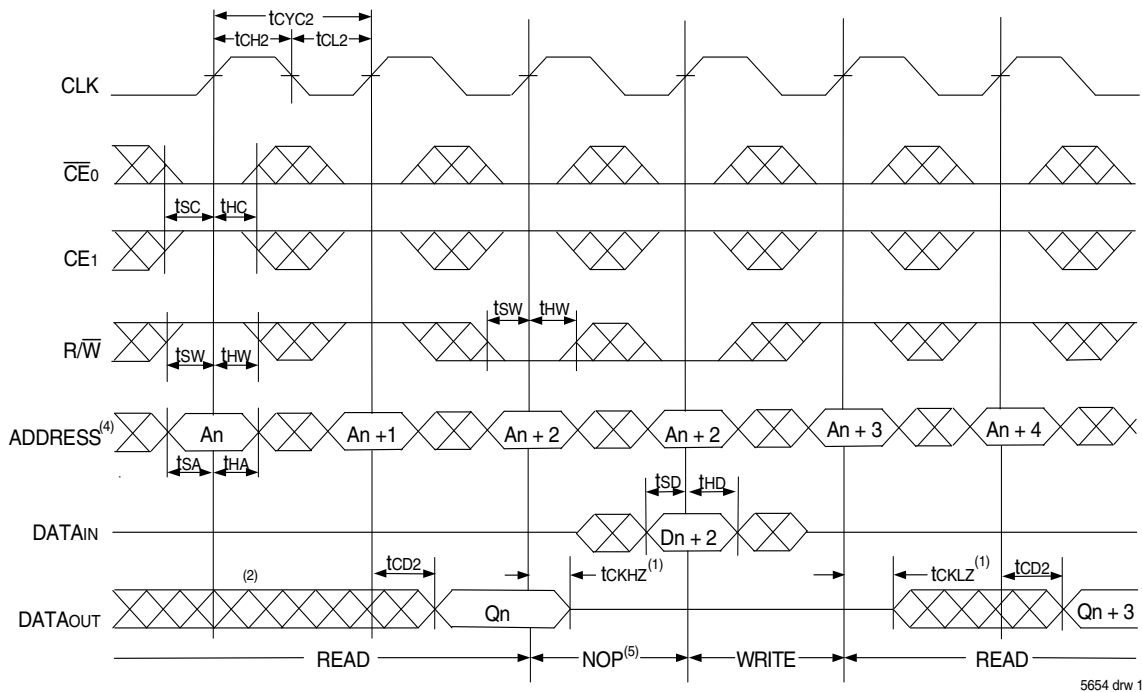 tCYC2
tCH2 tCL2
CLK
CE0
tSC tHC
CE1
tSW tHW
R/W
tSW tHW
ADDRESS(4) An An +1 An + 2 An + 2 An + 3 An + 4
tSA tHA
tSD tHD
DATAIN Dn + 2
tCD2 tCKHZ(1) tCKLZ(1) tCD2
(2)
DATAOUT Qn Qn + 3
READ NOP(5) WRITE READ
5654 drw 1